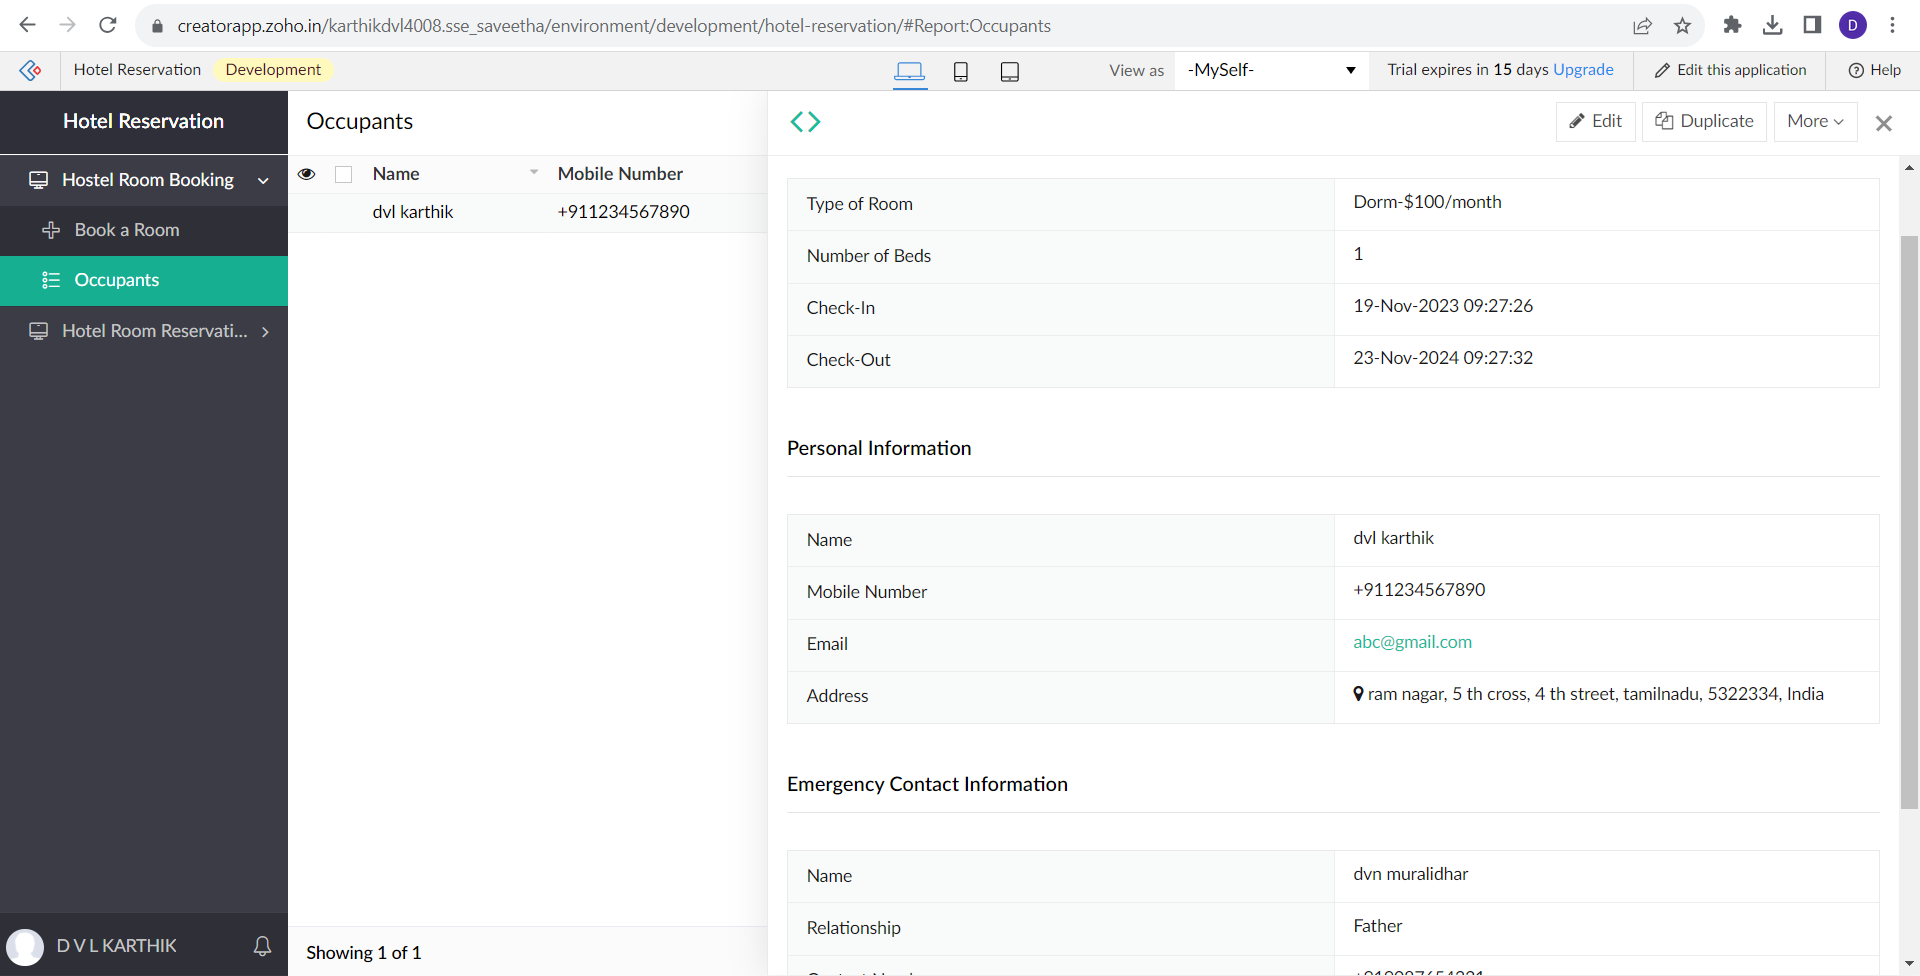 creatorapp.zoho.in/karthikdvl4008.sse_saveetha/environment/development/hotel-reservation/#Report:Occupants
D
Hotel Reservation Development View as -MySelf- Trial expires in 15 days Upgrade Edit this application Help
Hotel Reservation
Hostel Room Booking
Book a Room
Occupants
Hotel Room Reservati...
D V L KARTHIK
Occupants
Name Mobile Number
dvl karthik +911234567890
Showing 1 of 1
Edit Duplicate More
Type of Room Dorm-$100/month
Number of Beds 1
Check-In 19-Nov-2023 09:27:26
Check-Out 23-Nov-2024 09:27:32
Personal Information
Name dvl karthik
Mobile Number +911234567890
Email abc@gmail.com
Address ram nagar, 5 th cross, 4 th street, tamilnadu, 5322334, India
Emergency Contact Information
Name dvn muralidhar
Relationship Father